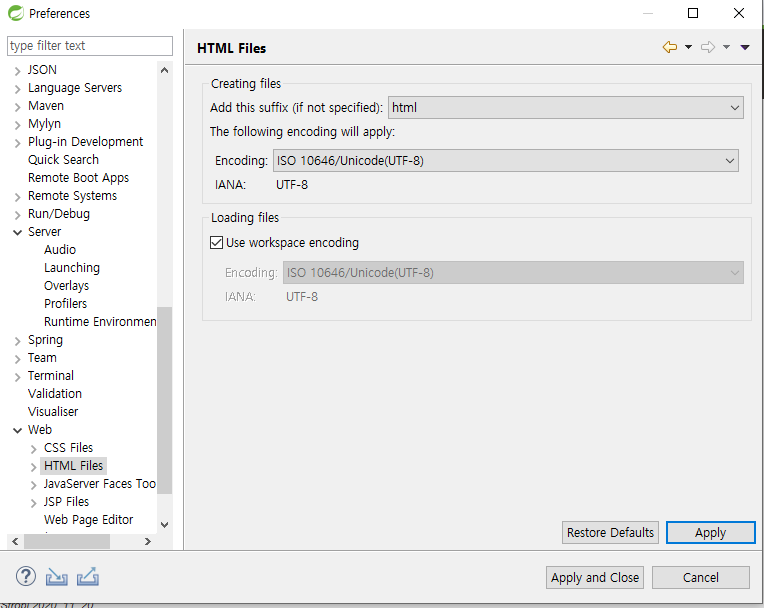 Preferences
type filter text
JSON
Language Servers
Maven
Mylyn
Plug-in Development
Quick Search
Remote Boot Apps
Remote Systems
Run/Debug
Server
Audio
Launching
Overlays
Profilers
Runtime Environmen
Spring
Team
Terminal
Validation
Visualiser
Web
CSS Files
HTML Files
JavaServer Faces Too
JSP Files
Web Page Editor
HTML Files
Creating files
Add this suffix (if not specified): html
The following encoding will apply:
Encoding: ISO 10646/Unicode(UTF-8)
IANA: UTF-8
Loading files
Use workspace encoding
Encoding: ISO 10646/Unicode(UTF-8)
IANA: UTF-8
Restore Defaults Apply
? Apply and Close Cancel